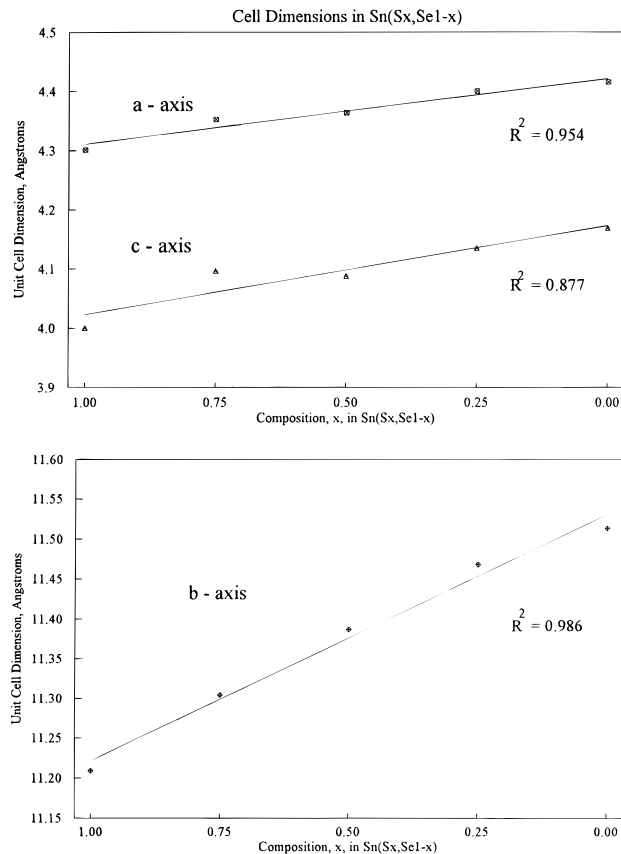 Cell Dimensions in Sn(Sx,Se1-x)
4.5
4.4
4.3
4.2
4.1
4.0
3.9
Unit Cell Dimension, Angstroms
a - axis
R2 = 0.954
c - axis
R2 = 0.877
1.00 0.75 0.50 0.25 0.00
Composition, x, in Sn(Sx,Se1-x)
11.60
11.55
11.50
11.45
11.40
11.35
11.30
11.25
11.20
11.15
Unit Cell Dimension, Angstroms
b - axis
R2 = 0.986
1.00 0.75 0.50 0.25 0.00
Composition, x, in Sn(Sx,Se1-x)